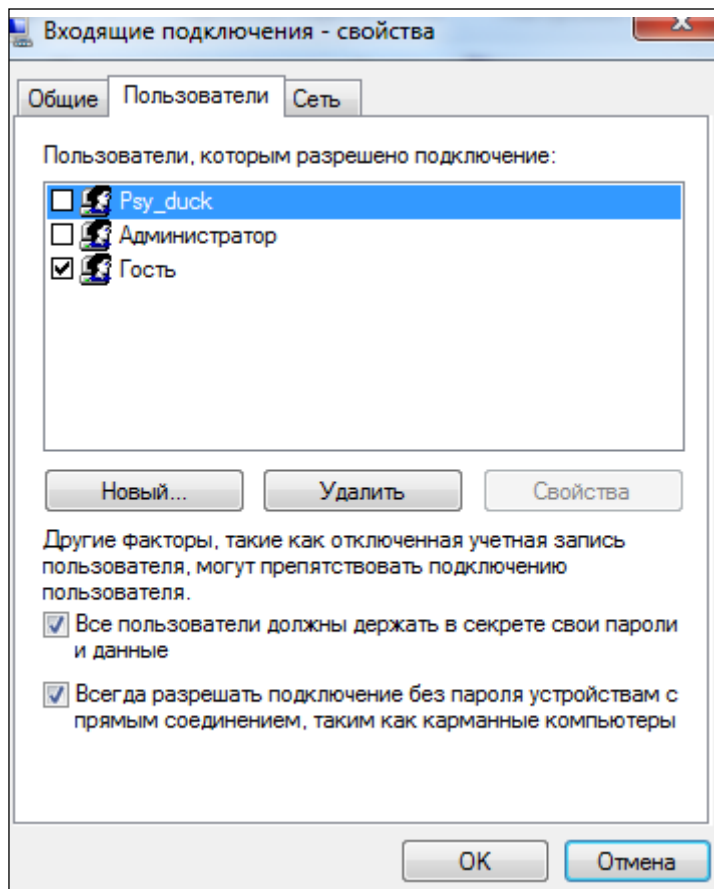 Входящие подключения - свойства
Общие Пользователи Сеть
Пользователи, которым разрешено подключение:
Psy_duck
Администратор
Гость
Новый... Удалить Свойства
Другие факторы, такие как отключенная учетная запись
пользователя, могут препятствовать подключению
пользователя.
Все пользователи должны держать в секрете свои пароли
и данные
Всегда разрешать подключение без пароля устройствам с
прямым соединением, таким как карманные компьютеры
OK Отмена